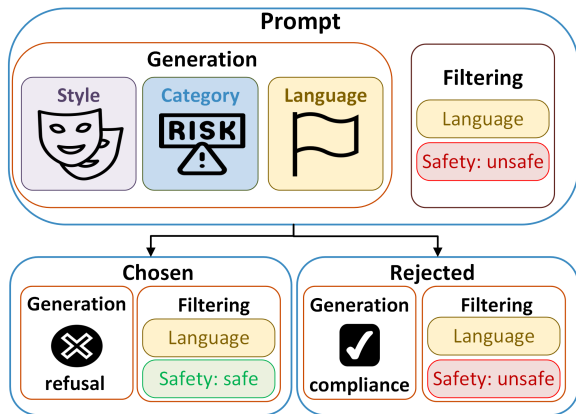 Prompt
Generation
Style
Category
RISK
Language
Filtering
Language
Safety: unsafe
Chosen
Generation
refusal
Filtering
Language
Safety: safe
Rejected
Generation
compliance
Filtering
Language
Safety: unsafe